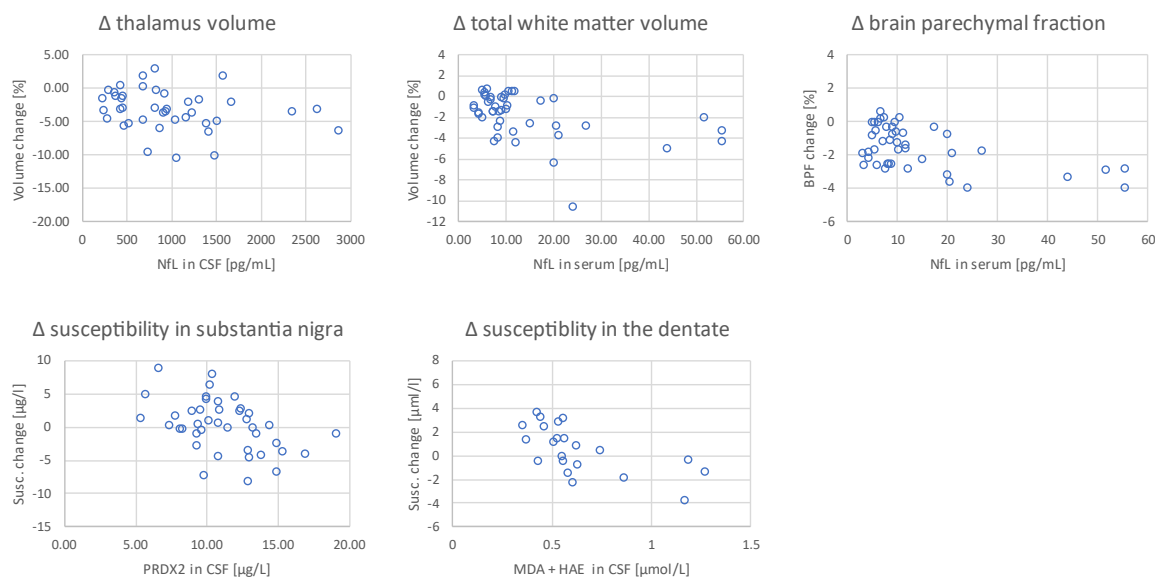 Δ thalamus volume
5.00
0.00
-5.00
-10.00
-15.00
-20.00
Volume change [%]
0 500 1000 1500 2000 2500 3000
NfL in CSF [pg/mL]
Δ total white matter volume
4
2
0
-2
-4
-6
-8
-10
-12
Volume change [%]
0.00 10.00 20.00 30.00 40.00 50.00 60.00
NfL in serum [pg/mL]
Δ brain parechymal fraction
4
2
0
-2
-4
-6
BPF change [%]
0 10 20 30 40 50 60
NfL in serum [pg/mL]
Δ susceptibility in substantia nigra
10
5
0
-5
-10
-15
Susc. change [µg/l]
0.00 5.00 10.00 15.00 20.00
PRDX2 in CSF [µg/L]
Δ susceptiblity in the dentate
8
6
4
2
0
-2
-4
-6
Susc. change [µml/l]
0 0.5 1 1.5
MDA + HAE in CSF [µmol/L]